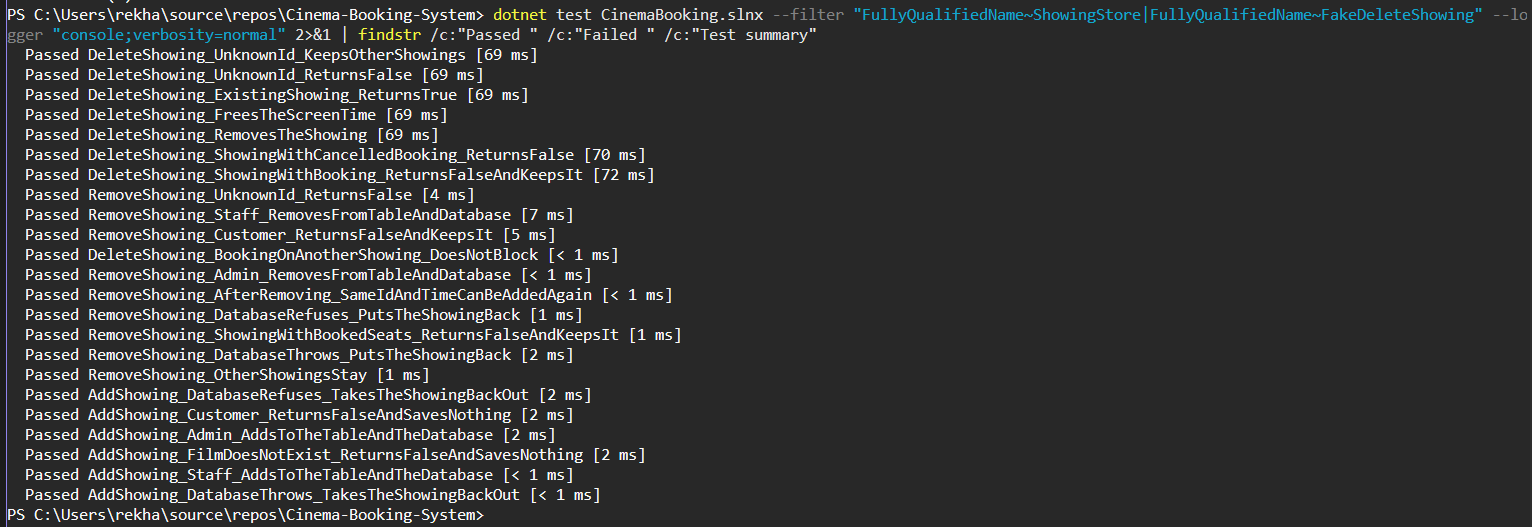 PS C:\Users\rekha\source\repos\Cinema-Booking-System> dotnet test CinemaBooking.slnx --filter "FullyQualifiedName~ShowingStore|FullyQualifiedName~FakeDeleteShowing" --lo
gger "console;verbosity=normal" 2>&1 | findstr /c:"Passed " /c:"Failed " /c:"Test summary"
  Passed DeleteShowing_UnknownId_KeepsOtherShowings [69 ms]
  Passed DeleteShowing_UnknownId_ReturnsFalse [69 ms]
  Passed DeleteShowing_ExistingShowing_ReturnsTrue [69 ms]
  Passed DeleteShowing_FreesTheScreenTime [69 ms]
  Passed DeleteShowing_RemovesTheShowing [69 ms]
  Passed DeleteShowing_ShowingWithCancelledBooking_ReturnsFalse [70 ms]
  Passed DeleteShowing_ShowingWithBooking_ReturnsFalseAndKeepsIt [72 ms]
  Passed RemoveShowing_UnknownId_ReturnsFalse [4 ms]
  Passed RemoveShowing_Staff_RemovesFromTableAndDatabase [7 ms]
  Passed RemoveShowing_Customer_ReturnsFalseAndKeepsIt [5 ms]
  Passed DeleteShowing_BookingOnAnotherShowing_DoesNotBlock [< 1 ms]
  Passed RemoveShowing_Admin_RemovesFromTableAndDatabase [< 1 ms]
  Passed RemoveShowing_AfterRemoving_SameIdAndTimeCanBeAddedAgain [< 1 ms]
  Passed RemoveShowing_DatabaseRefuses_PutsTheShowingBack [1 ms]
  Passed RemoveShowing_ShowingWithBookedSeats_ReturnsFalseAndKeepsIt [1 ms]
  Passed RemoveShowing_DatabaseThrows_PutsTheShowingBack [2 ms]
  Passed RemoveShowing_OtherShowingsStay [1 ms]
  Passed AddShowing_DatabaseRefuses_TakesTheShowingBackOut [2 ms]
  Passed AddShowing_Customer_ReturnsFalseAndSavesNothing [2 ms]
  Passed AddShowing_Admin_AddsToTheTableAndTheDatabase [2 ms]
  Passed AddShowing_FilmDoesNotExist_ReturnsFalseAndSavesNothing [2 ms]
  Passed AddShowing_Staff_AddsToTheTableAndTheDatabase [< 1 ms]
  Passed AddShowing_DatabaseThrows_TakesTheShowingBackOut [< 1 ms]
PS C:\Users\rekha\source\repos\Cinema-Booking-System>